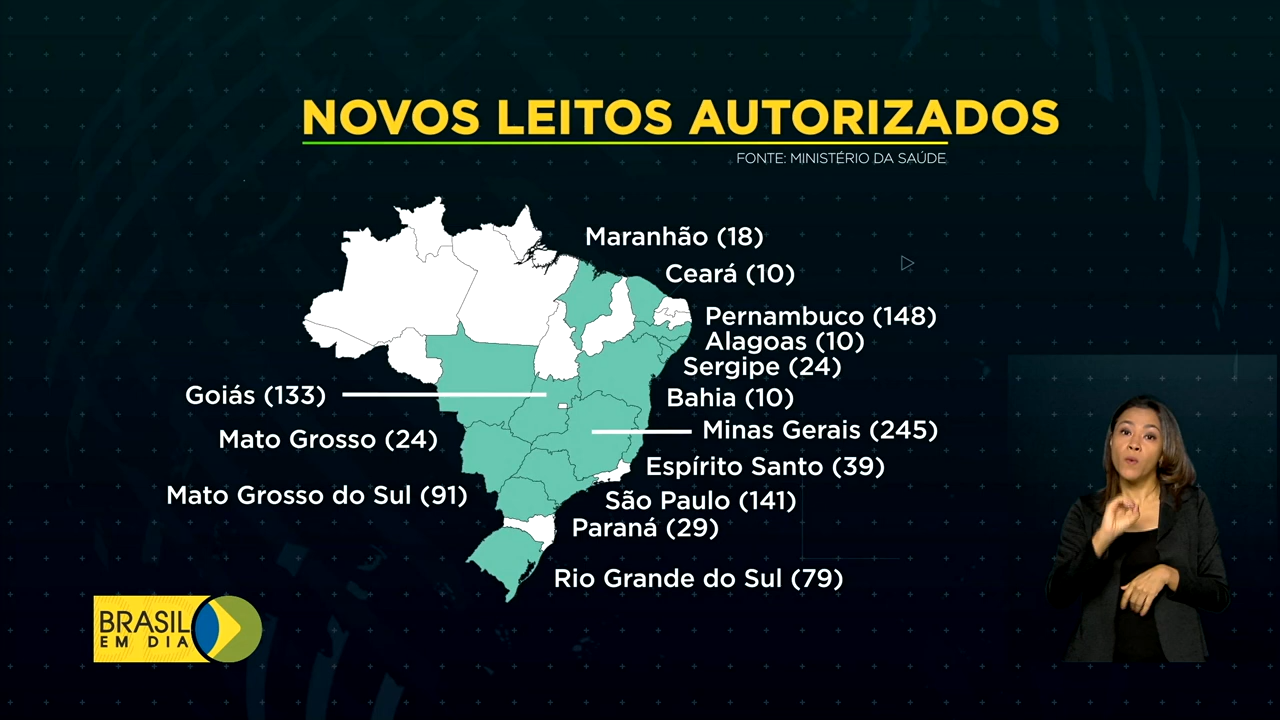 NOVOS LEITOS AUTORIZADOS
FONTE: MINISTÉRIO DA SAÚDE
Maranhão (18)
Ceará (10)
Pernambuco (148)
Alagoas (10)
Sergipe (24)
Goiás (133)
Bahia (10)
Minas Gerais (245)
Mato Grosso (24)
Espírito Santo (39)
Mato Grosso do Sul (91)
São Paulo (141)
Paraná (29)
Rio Grande do Sul (79)
BRASIL
EM DIA